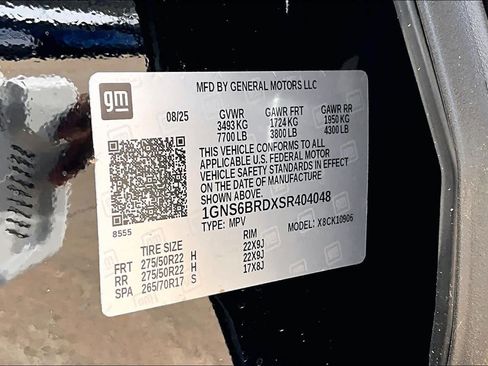 gm
MFD BY GENERAL MOTORS LLC
08/25 GVWR GAWR FRT GAWR RR
3493 KG 1724 KG 1950 KG
7700 LB 3800 LB 4300 LB
THIS VEHICLE CONFORMS TO ALL
APPLICABLE U.S. FEDERAL MOTOR
VEHICLE SAFETY STANDARDS IN EFFECT
ON THE DATE OF MANUFACTURE
SHOWN ABOVE.
1GNS6BRDXSR404048
8555 TYPE: MPV MODEL: X8CK10906
TIRE SIZE RIM
FRT 275/50R22 H 22X9J
RR 275/50R22 H 22X9J
SPA 265/70R17 S 17X8J